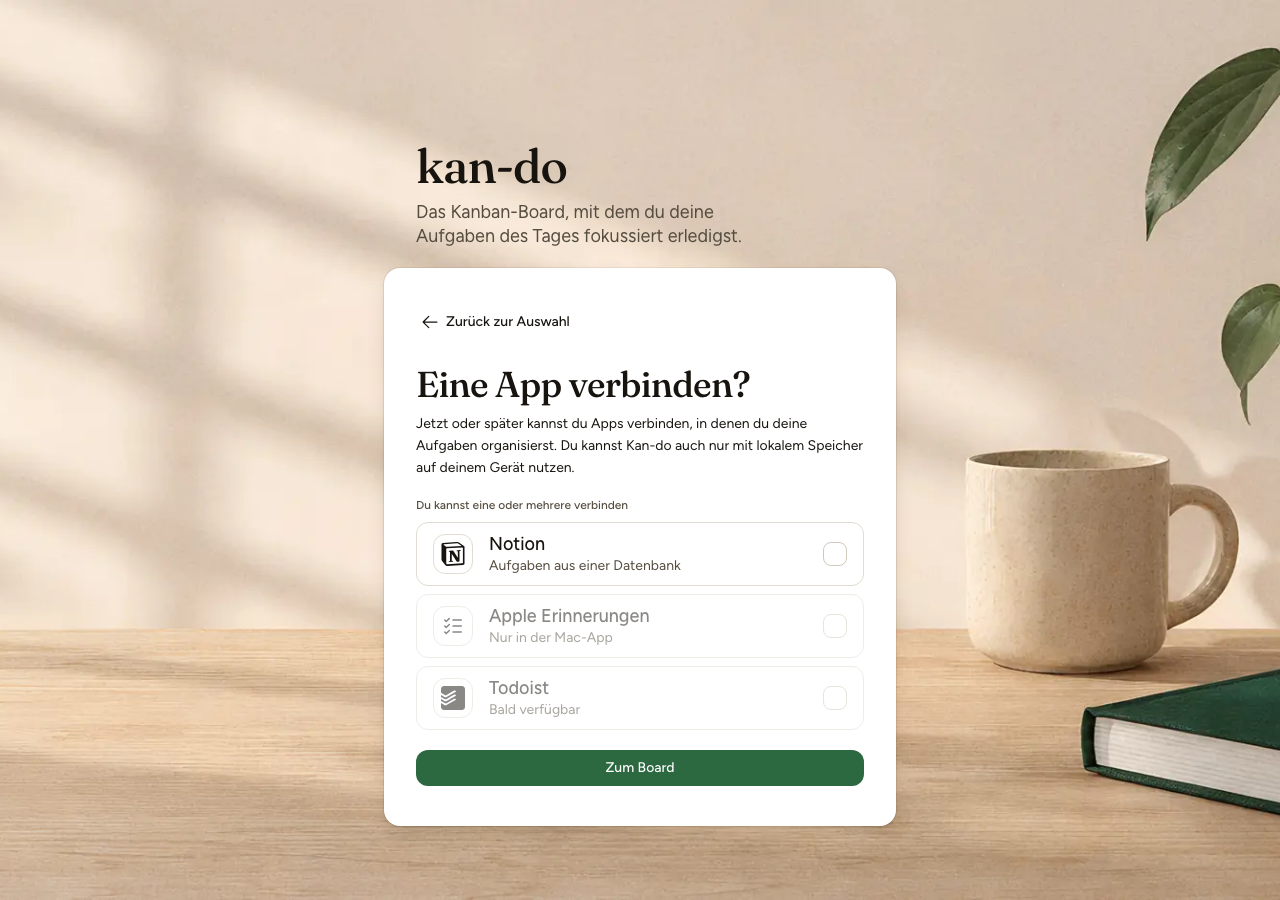 kan-do
Das Kanban-Board, mit dem du deine
Aufgaben des Tages fokussiert erledigst.
Zurück zur Auswahl
Eine App verbinden?
Jetzt oder später kannst du Apps verbinden, in denen du deine
Aufgaben organisierst. Du kannst Kan-do auch nur mit lokalem Speicher
auf deinem Gerät nutzen.
Du kannst eine oder mehrere verbinden
N
Notion
Aufgaben aus einer Datenbank
Apple Erinnerungen
Nur in der Mac-App
Todoist
Bald verfügbar
Zum Board